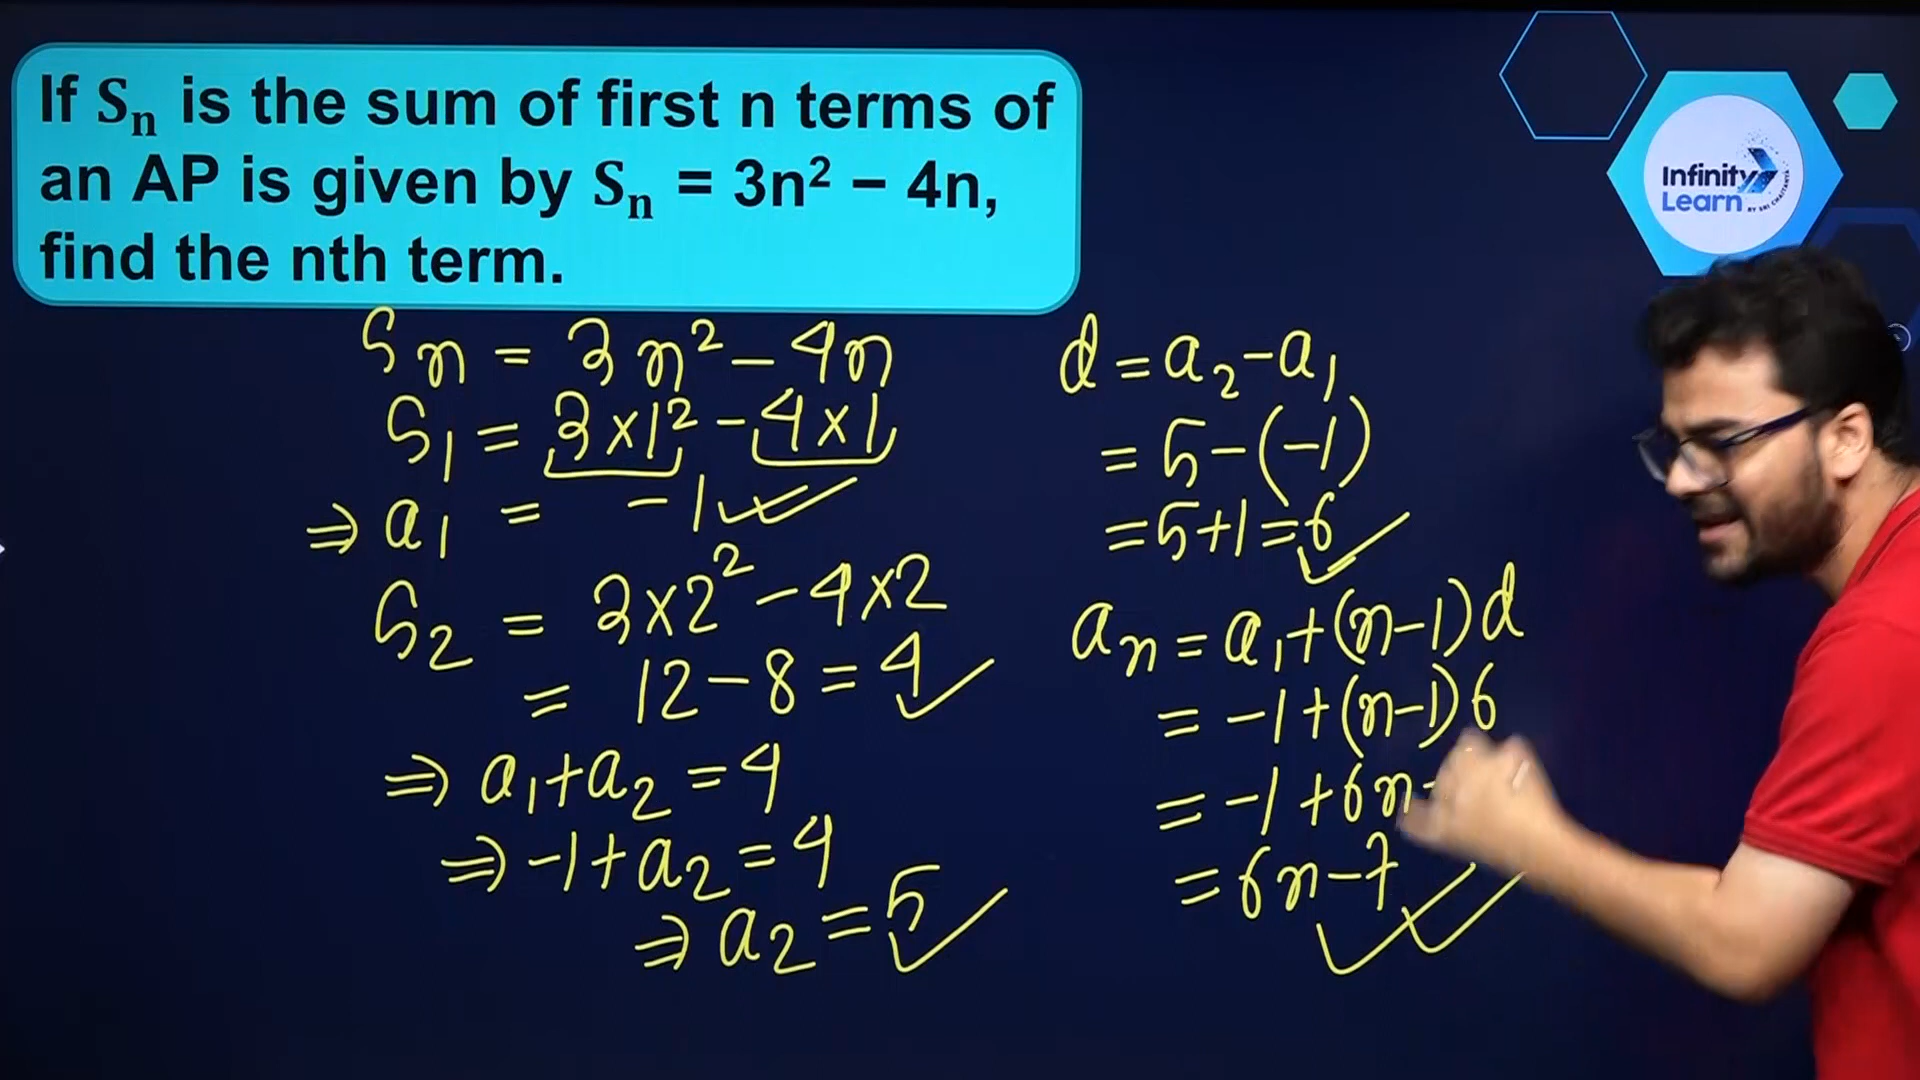 If Sₙ is the sum of first n terms of
an AP is given by Sₙ = 3n² − 4n,
find the nth term.
Infinity
Learn
BY SRI CHAITANYA
Sn = 3n² − 4n
S₁ = 3×1² − 4×1
⇒ a₁ = −1
S₂ = 3×2² − 4×2
= 12 − 8 = 4
⇒ a₁ + a₂ = 4
⇒ −1 + a₂ = 4
⇒ a₂ = 5
d = a₂ − a₁
= 5 − (−1)
= 5 + 1 = 6
aₙ = a₁ + (n−1)d
= −1 + (n−1)6
= −1 + 6n −
= 6n − 7